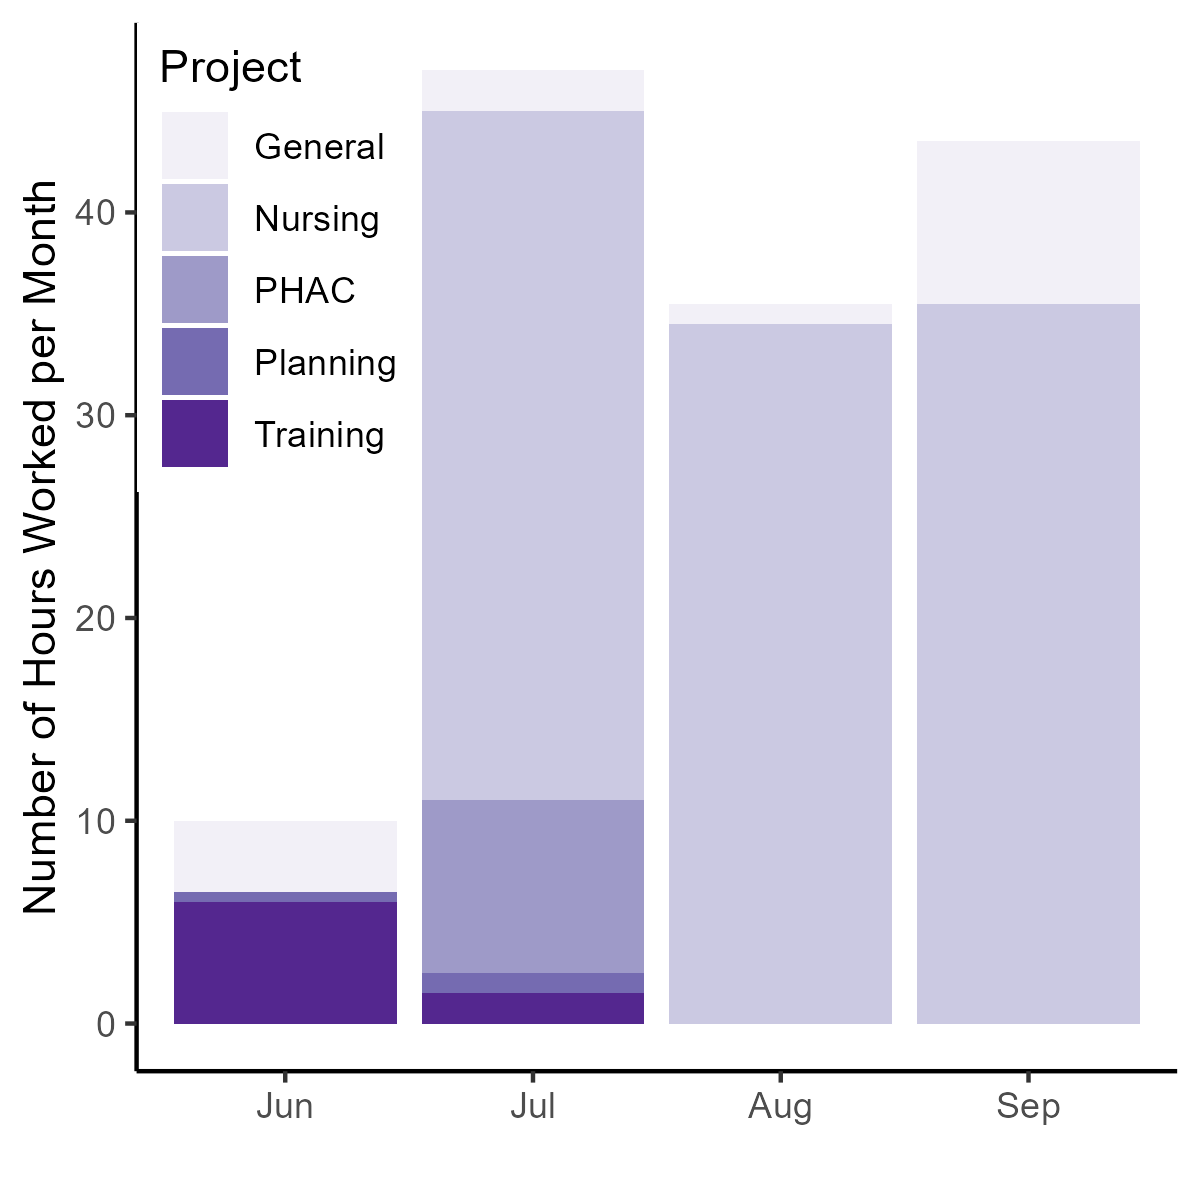 Project
General
Nursing
PHAC
Planning
Training
Number of Hours Worked per Month
40
30
20
10
0
Jun Jul Aug Sep